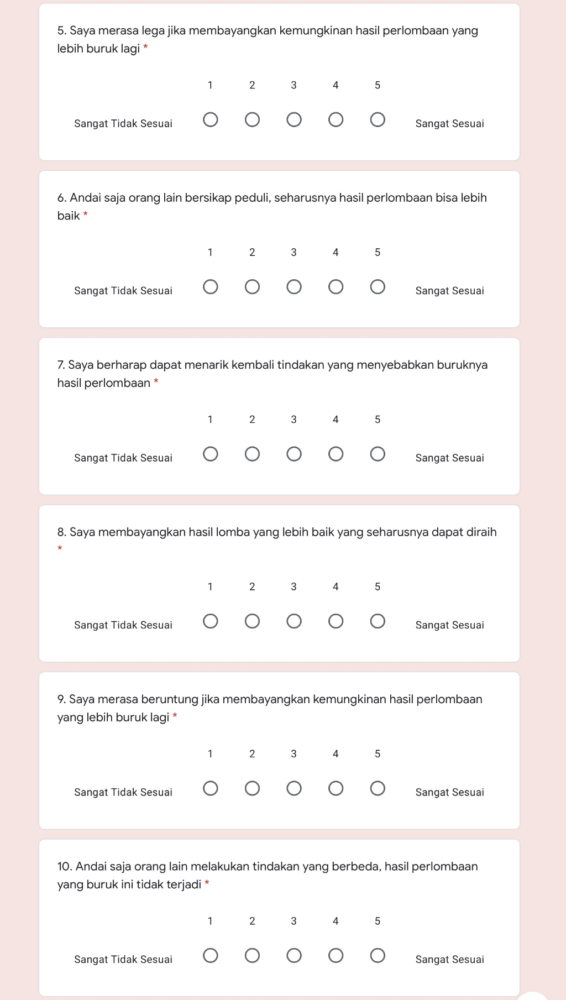 5. Saya merasa lega jika membayangkan kemungkinan hasil perlombaan yang
lebih buruk lagi *
1 2 3 4 5
Sangat Tidak Sesuai Sangat Sesuai
6. Andai saja orang lain bersikap peduli, seharusnya hasil perlombaan bisa lebih
baik *
1 2 3 4 5
Sangat Tidak Sesuai Sangat Sesuai
7. Saya berharap dapat menarik kembali tindakan yang menyebabkan buruknya
hasil perlombaan *
1 2 3 4 5
Sangat Tidak Sesuai Sangat Sesuai
8. Saya membayangkan hasil lomba yang lebih baik yang seharusnya dapat diraih
*
1 2 3 4 5
Sangat Tidak Sesuai Sangat Sesuai
9. Saya merasa beruntung jika membayangkan kemungkinan hasil perlombaan
yang lebih buruk lagi *
1 2 3 4 5
Sangat Tidak Sesuai Sangat Sesuai
10. Andai saja orang lain melakukan tindakan yang berbeda, hasil perlombaan
yang buruk ini tidak terjadi *
1 2 3 4 5
Sangat Tidak Sesuai Sangat Sesuai